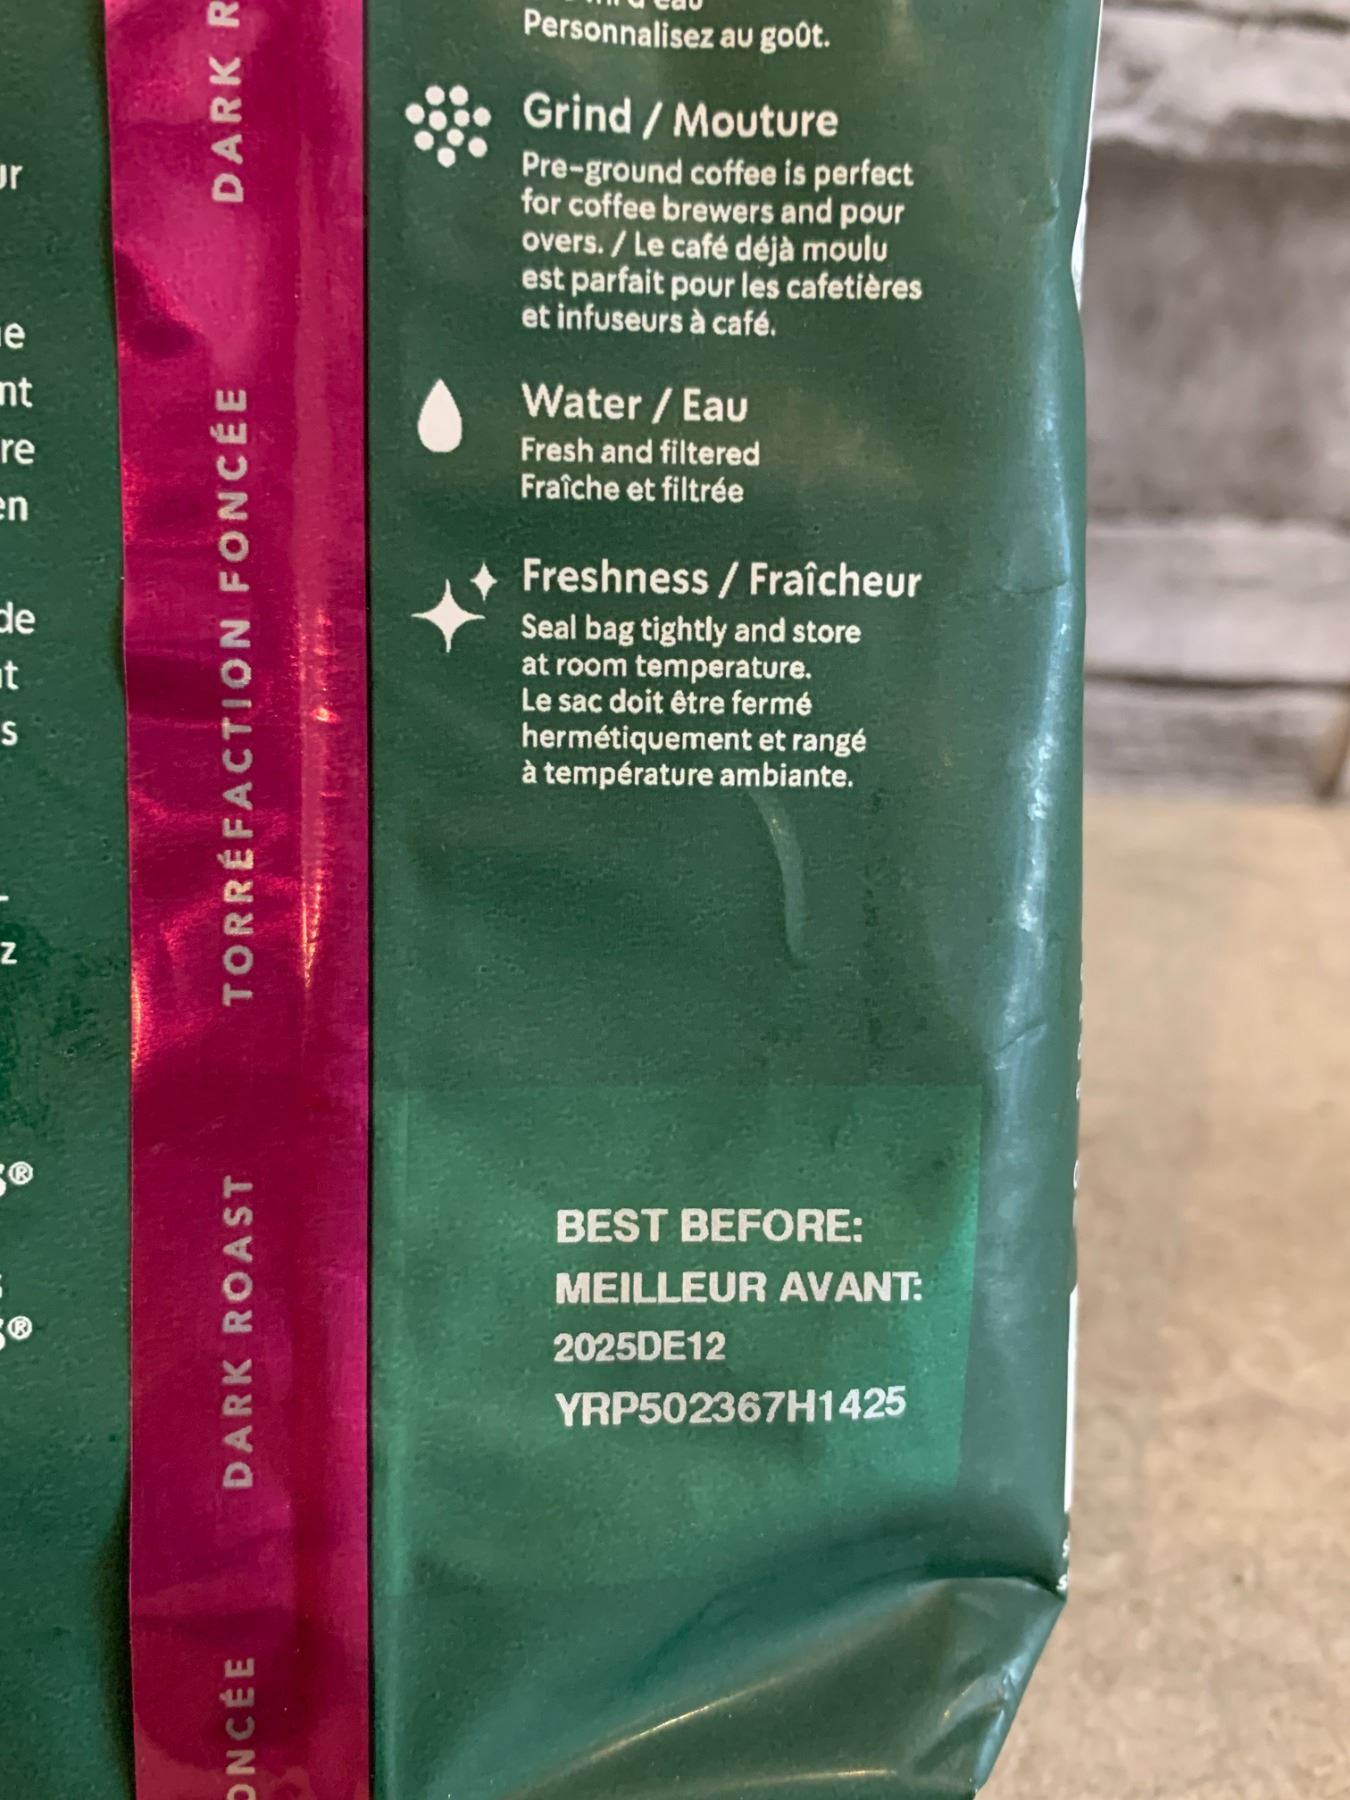 Personnalisez au goût.
Grind / Mouture
Pre-ground coffee is perfect
for coffee brewers and pour
overs. / Le café déjà moulu
est parfait pour les cafetières
et infuseurs à café.
Water / Eau
Fresh and filtered
Fraîche et filtrée
Freshness / Fraîcheur
Seal bag tightly and store
at room temperature.
Le sac doit être fermé
hermétiquement et rangé
à température ambiante.
BEST BEFORE:
MEILLEUR AVANT:
2025DE12
YRP502367H1425
DARK R
TORRÉFACTION FONCÉE
DARK ROAST
ONCÉE